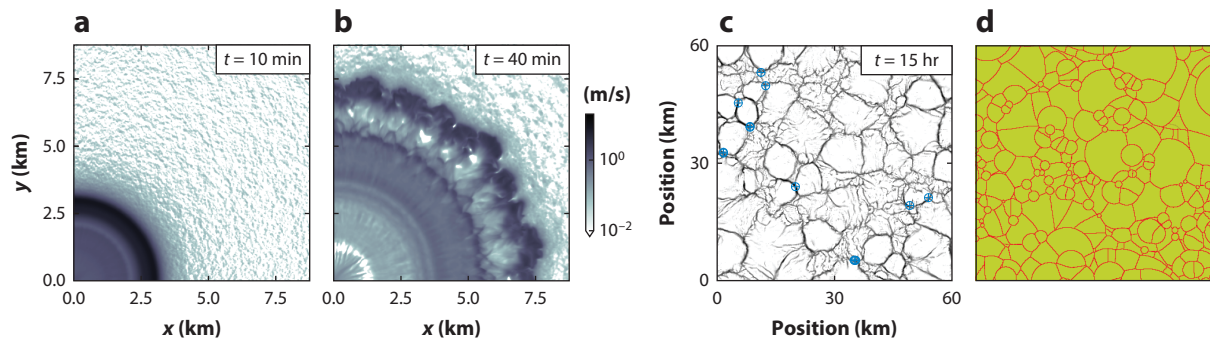 a
b
c
d
t = 10 min
t = 40 min
t = 15 hr
(m/s)
10⁰
10⁻²
y (km)
7.5
5.0
2.5
0.0
0.0
2.5
5.0
7.5
x (km)
0.0
2.5
5.0
7.5
x (km)
Position (km)
60
30
0
0
30
60
Position (km)